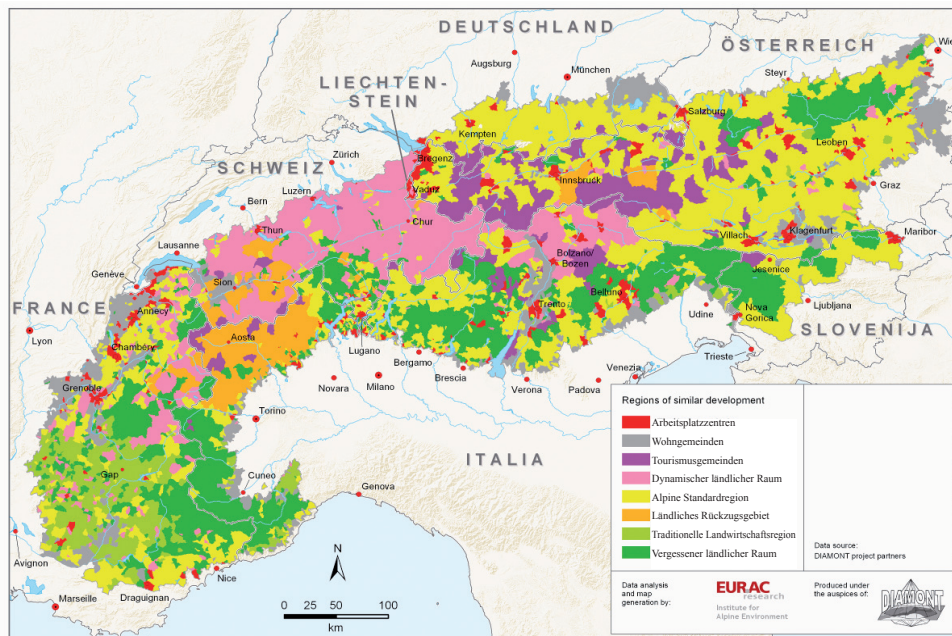 DEUTSCHLAND
ÖSTERREICH
Wie
Augsburg
München
Steyr
LIECHTEN-
STEIN
Salzburg
Kempten
Leoben
Zürich
Bregenz
SCHWEIZ
Innsbruck
Vaduz
Luzern
Graz
Bern
Chur
Thun
Villach
Klagenfurt
Maribor
Lausanne
Bolzano/
Bozen
Jesenice
Genève
Sion
Belluno
FRANCE
Annecy
Trento
Nova
Gorica
Ljubljana
Udine
SLOVENIJA
Lyon
Aosta
Chambéry
Lugano
Trieste
Bergamo
Grenoble
Novara
Milano
Brescia
Verona
Padova
Venezia
Torino
ITALIA
Gap
Cuneo
Genova
Avignon
Nice
Draguignan
Marseille
N
0 25 50 100
km
Regions of similar development
Arbeitsplatzzentren
Wohngemeinden
Tourismusgemeinden
Dynamischer ländlicher Raum
Alpine Standardregion
Ländliches Rückzugsgebiet
Traditionelle Landwirtschaftsregion
Vergessener ländlicher Raum
Data source:
DIAMONT project partners
Data analysis
and map
generation by:
EURAC
research
Institute for
Alpine Environment
Produced under
the auspices of:
DIAMONT